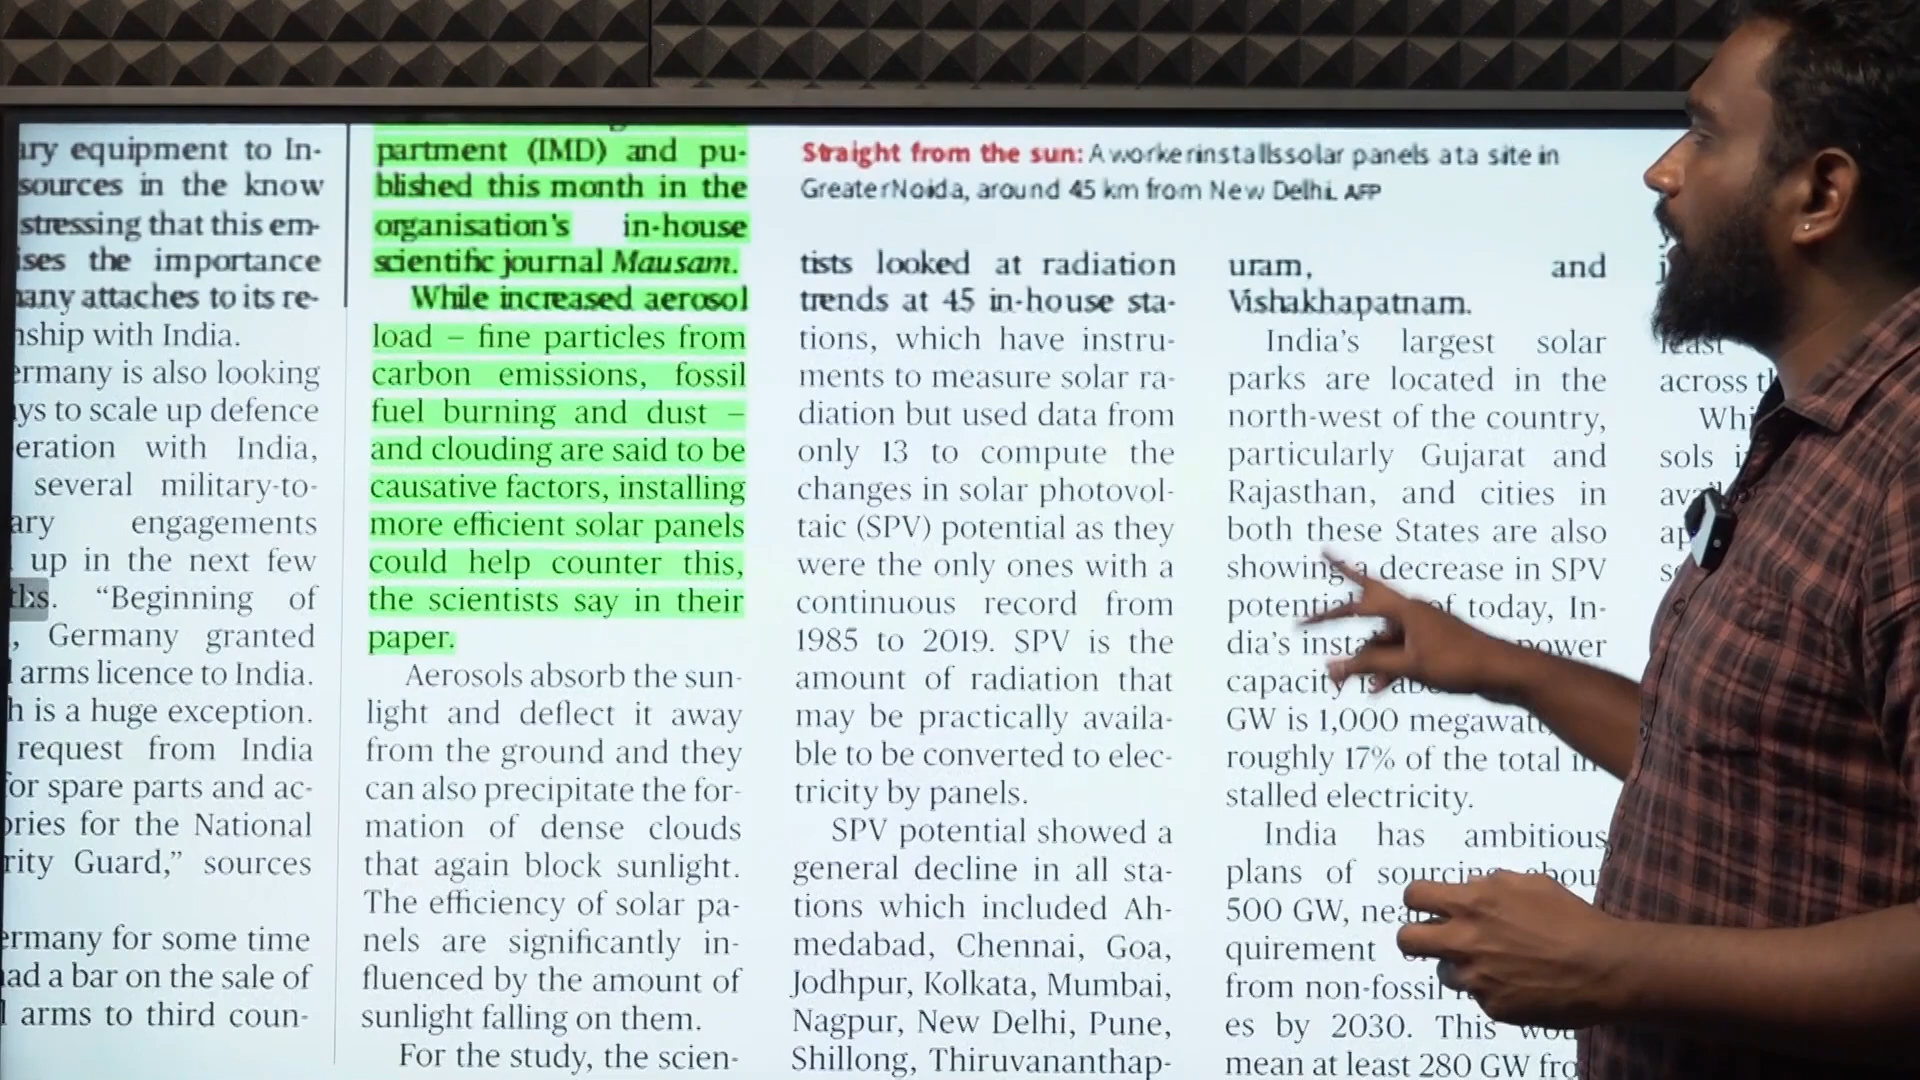 ary equipment to In-
sources in the know
stressing that this em-
ises the importance
many attaches to its re-
nship with India.
ermany is also looking
ays to scale up defence
eration with India,
several military-to-
ary engagements
up in the next few
ths. “Beginning of
, Germany granted
arms licence to India.
h is a huge exception.
request from India
for spare parts and ac-
ories for the National
rity Guard,” sources
ermany for some time
had a bar on the sale of
arms to third coun-
partment (IMD) and pu-
blished this month in the
organisation's in-house
scientific journal Mausam.
While increased aerosol
load – fine particles from
carbon emissions, fossil
fuel burning and dust –
and clouding are said to be
causative factors, installing
more efficient solar panels
could help counter this,
the scientists say in their
paper.
Aerosols absorb the sun-
light and deflect it away
from the ground and they
can also precipitate the for-
mation of dense clouds
that again block sunlight.
The efficiency of solar pa-
nels are significantly in-
fluenced by the amount of
sunlight falling on them.
For the study, the scien-
Straight from the sun: A worker installs solar panels at a site in
Greater Noida, around 45 km from New Delhi. AFP
tists looked at radiation
trends at 45 in-house sta-
tions, which have instru-
ments to measure solar ra-
diation but used data from
only 13 to compute the
changes in solar photovol-
taic (SPV) potential as they
were the only ones with a
continuous record from
1985 to 2019. SPV is the
amount of radiation that
may be practically availa-
ble to be converted to elec-
tricity by panels.
SPV potential showed a
general decline in all sta-
tions which included Ah-
medabad, Chennai, Goa,
Jodhpur, Kolkata, Mumbai,
Nagpur, New Delhi, Pune,
Shillong, Thiruvananthap-
uram, and
Vishakhapatnam.
India's largest solar
parks are located in the
north-west of the country,
particularly Gujarat and
Rajasthan, and cities in
both these States are also
showing a decrease in SPV
of today, In-
dia's power
capacity is
GW is 1,000
roughly 17% of the total in-
stalled electricity.
India has ambitious
plans of sourcing
500 GW,
quirement
from non-fossil
es by 2030. This
mean at least 280 GW
least
across
sols